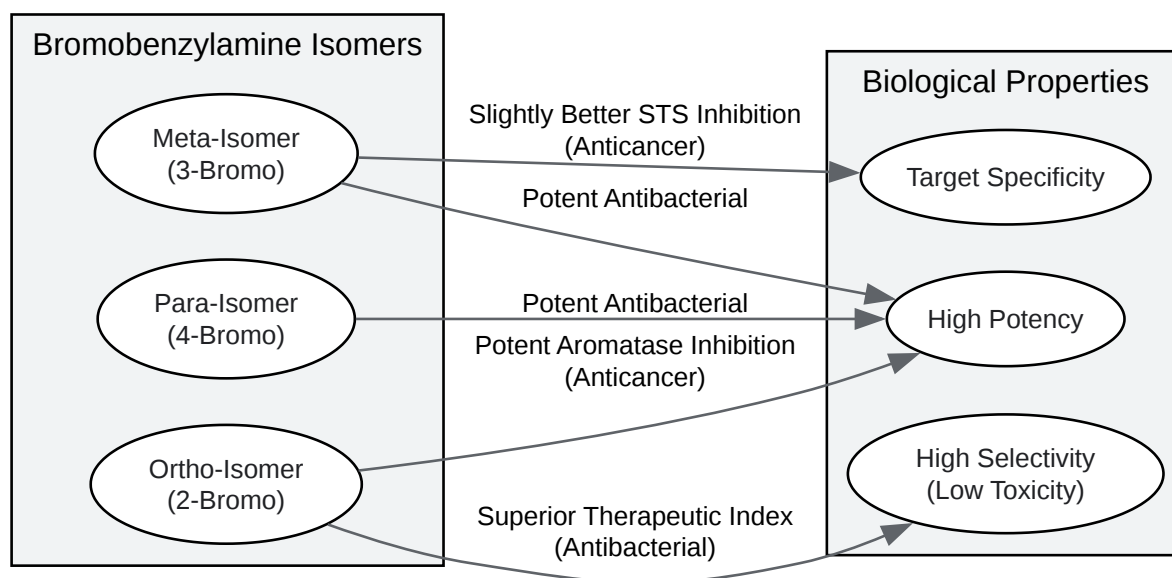 Bromobenzylamine Isomers
Meta-Isomer
(3-Bromo)
Para-Isomer
(4-Bromo)
Ortho-Isomer
(2-Bromo)
Slightly Better STS Inhibition
(Anticancer)
Potent Antibacterial
Potent Antibacterial
Potent Aromatase Inhibition
(Anticancer)
Superior Therapeutic Index
(Antibacterial)
Biological Properties
Target Specificity
High Potency
High Selectivity
(Low Toxicity)